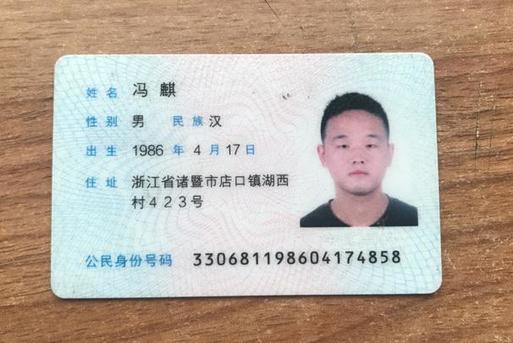 姓名 冯麒
性别 男 民族 汉
出生 1986 年 4 月 17 日
住址 浙江省诸暨市店口镇湖西
村423号
公民身份号码 330681198604174858